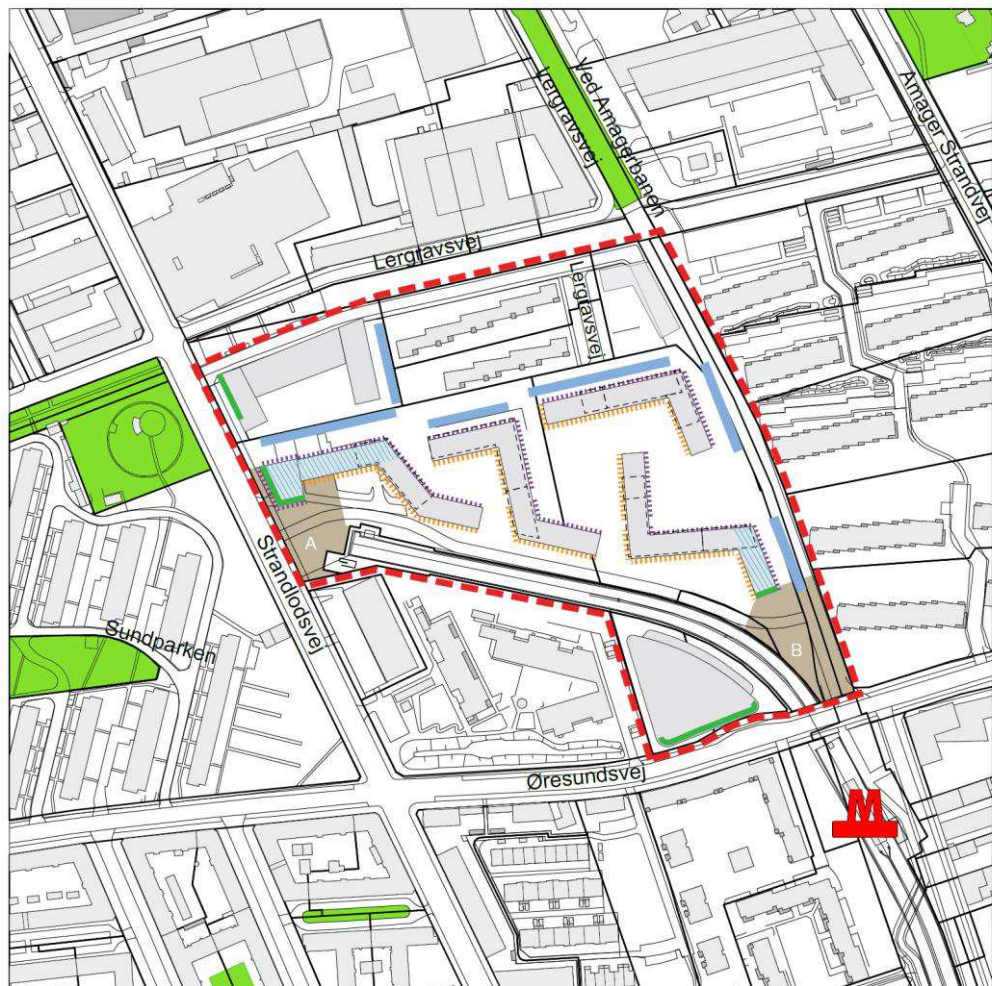 Lergravsvej
Ved Amagerbanen
Amager Strandvej
Lergravsvej
Lergravsvej
A
Strandlodsvej
Sundparken
B
Øresundsvej
M